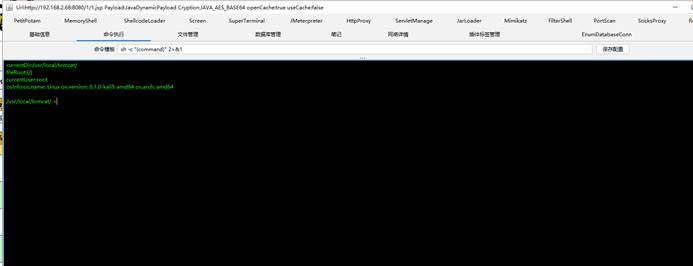 Url:http://192.168.2.68:8080/1/1.jsp Payload:JavaDynamicPayload Cryption:JAVA_AES_BASE64 openCache:true useCache:false
PetitPotam MemoryShell ShellcodeLoader Screen SuperTerminal JMeterpreter HttpProxy ServletManage JarLoader Mimikatz FilterShell PortScan SocksProxy
基础信息 命令执行 文件管理 数据库管理 笔记 网络详情 插件标签管理 EnumDatabaseConn
命令模板 sh -c "{command}" 2>&1 保存配置
currentDir:/usr/local/tomcat/
fileRoot:[/]
currentUser:root
osInfo:os.name: Linux os.version: 6.1.0-kali5-amd64 os.arch: amd64
/usr/local/tomcat/ >